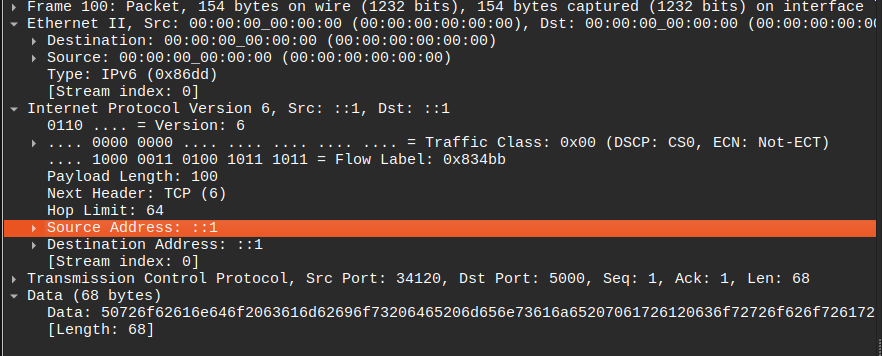 Frame 100: Packet, 154 bytes on wire (1232 bits), 154 bytes captured (1232 bits) on interface
Ethernet II, Src: 00:00:00_00:00:00 (00:00:00:00:00:00), Dst: 00:00:00_00:00:00 (00:00:00:00:00:00
Destination: 00:00:00_00:00:00 (00:00:00:00:00:00)
Source: 00:00:00_00:00:00 (00:00:00:00:00:00)
Type: IPv6 (0x86dd)
[Stream index: 0]
Internet Protocol Version 6, Src: ::1, Dst: ::1
0110 .... = Version: 6
.... 0000 0000 .... .... .... .... .... = Traffic Class: 0x00 (DSCP: CS0, ECN: Not-ECT)
.... 1000 0011 0100 1011 1011 = Flow Label: 0x834bb
Payload Length: 100
Next Header: TCP (6)
Hop Limit: 64
Source Address: ::1
Destination Address: ::1
[Stream index: 0]
Transmission Control Protocol, Src Port: 34120, Dst Port: 5000, Seq: 1, Ack: 1, Len: 68
Data (68 bytes)
Data: 50726f62616e646f2063616d62696f73206465206d656e73616a65207061726120636f72726f626f726172
[Length: 68]